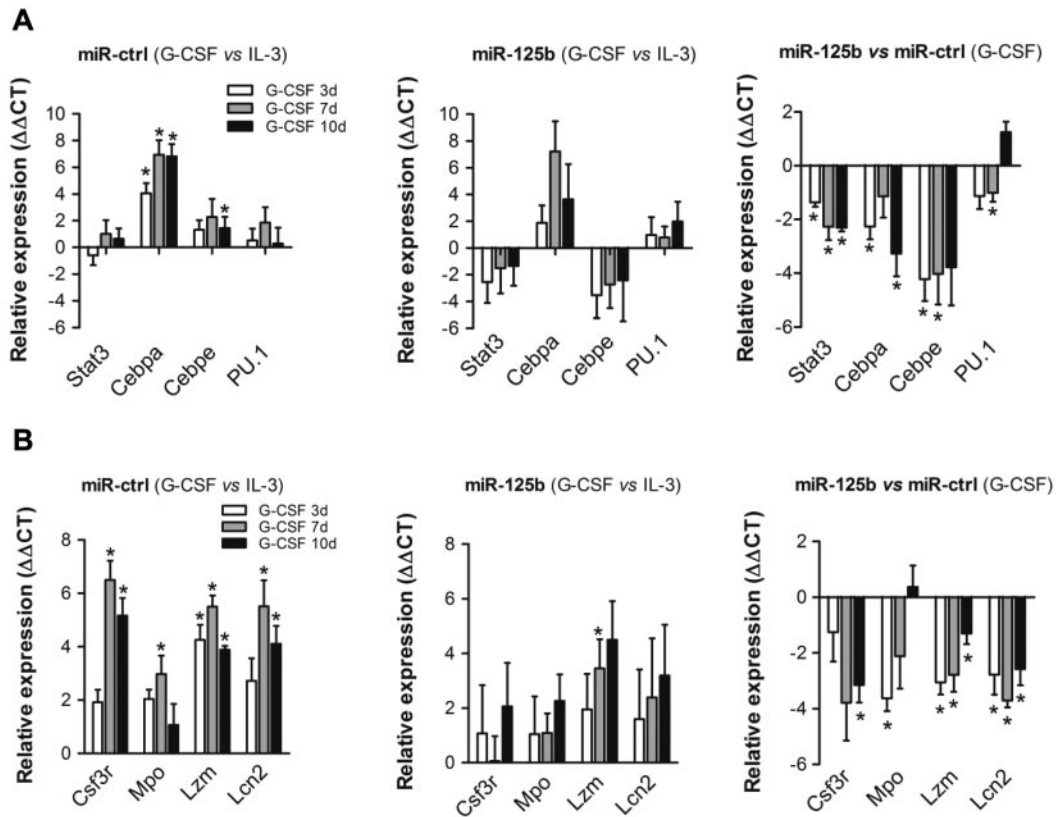 A
miR-ctrl (G-CSF vs IL-3)
G-CSF 3d
G-CSF 7d
G-CSF 10d
Relative expression (ΔΔCT)
10
8
6
4
2
0
-2
-4
-6
* * *
*
Stat3
Cebpa
Cebpe
PU.1
miR-125b (G-CSF vs IL-3)
Relative expression (ΔΔCT)
10
8
6
4
2
0
-2
-4
-6
Stat3
Cebpa
Cebpe
PU.1
miR-125b vs miR-ctrl (G-CSF)
Relative expression (ΔΔCT)
2
0
-2
-4
-6
* * *
* *
* *
*
Stat3
Cebpa
Cebpe
PU.1
B
miR-ctrl (G-CSF vs IL-3)
G-CSF 3d
G-CSF 7d
G-CSF 10d
Relative expression (ΔΔCT)
8
6
4
2
0
* *
*
* * *
* *
Csf3r
Mpo
Lzm
Lcn2
miR-125b (G-CSF vs IL-3)
Relative expression (ΔΔCT)
8
6
4
2
0
*
Csf3r
Mpo
Lzm
Lcn2
miR-125b vs miR-ctrl (G-CSF)
Relative expression (ΔΔCT)
2
0
-2
-4
-6
*
*
* * *
* * *
Csf3r
Mpo
Lzm
Lcn2